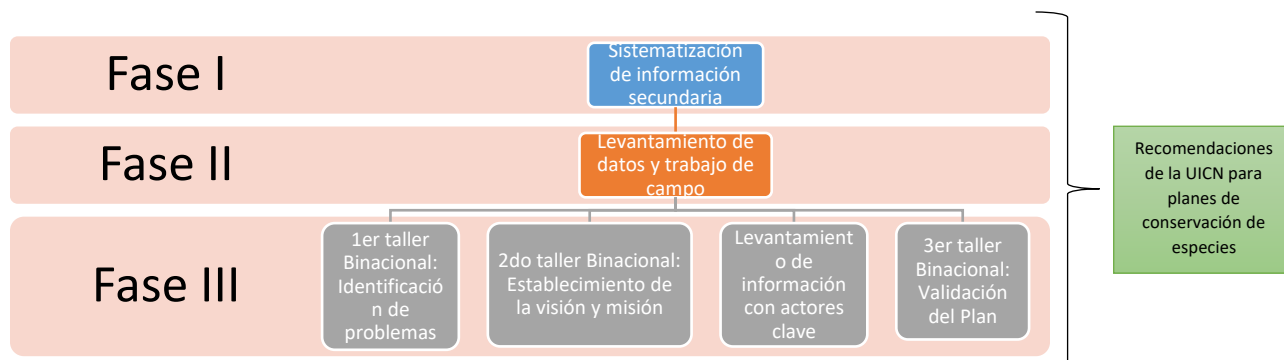 Fase I
Sistematización
de información
secundaria
Fase II
Levantamiento de
datos y trabajo de
campo
Fase III
1er taller
Binacional:
Identificació
n de
problemas
2do taller Binacional:
Establecimiento de
la visión y misión
Levantamient
o de
información
con actores
clave
3er taller
Binacional:
Validación
del Plan
Recomendaciones
de la UICN para
planes de
conservación de
especies